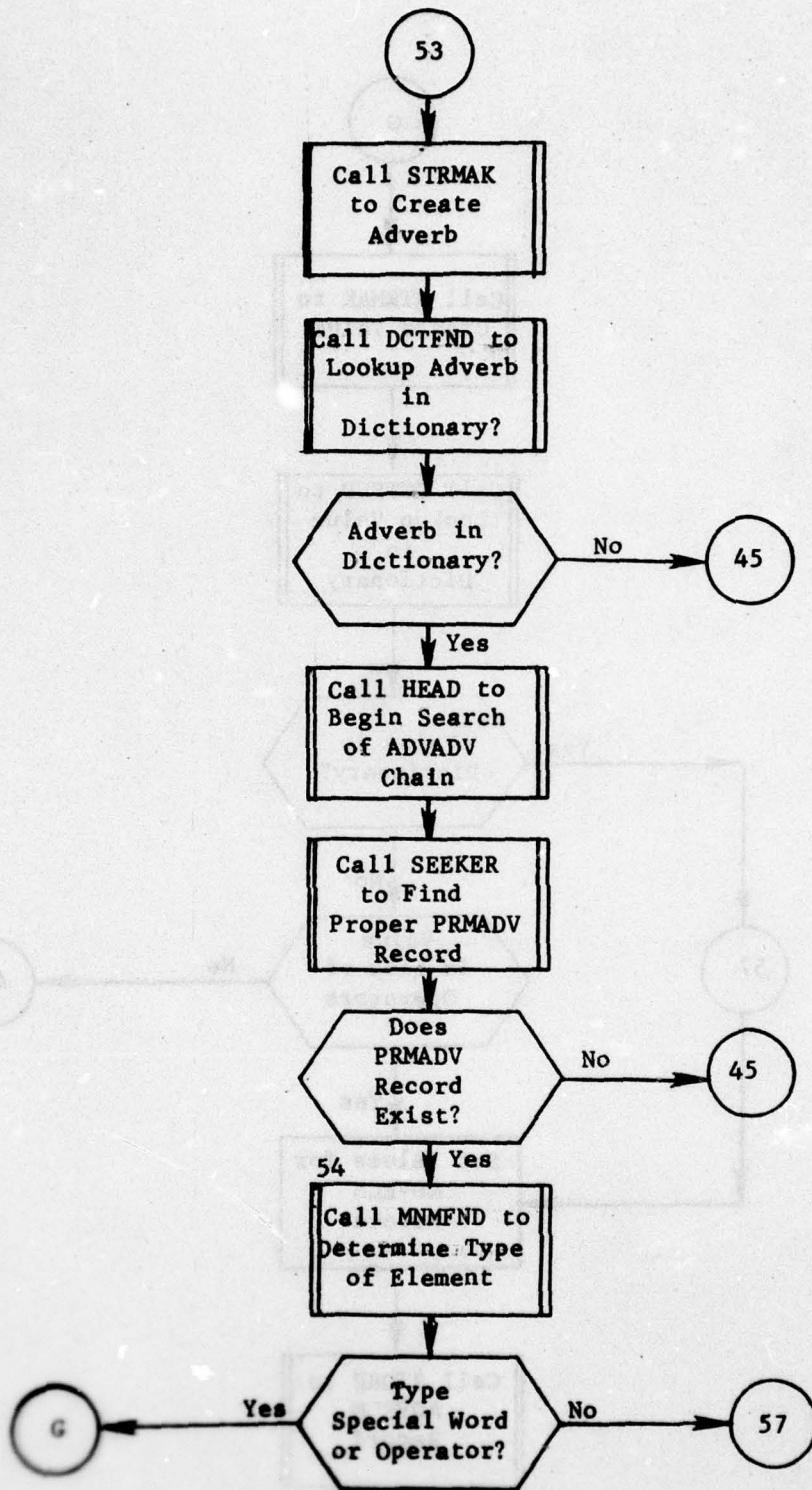 53
Call STRMAK
to Create
Adverb
Call DCTFND to
Lookup Adverb
in
Dictionary?
Adverb in
Dictionary?
No
45
Yes
Call HEAD to
Begin Search
of ADVADV
Chain
Call SEEKER
to Find
Proper PRMADV
Record
Does
PRMADV
Record
Exist?
No
45
Yes
54
Call MNMFND to
Determine Type
of Element
Type
Special Word
or Operator?
Yes
G
No
57